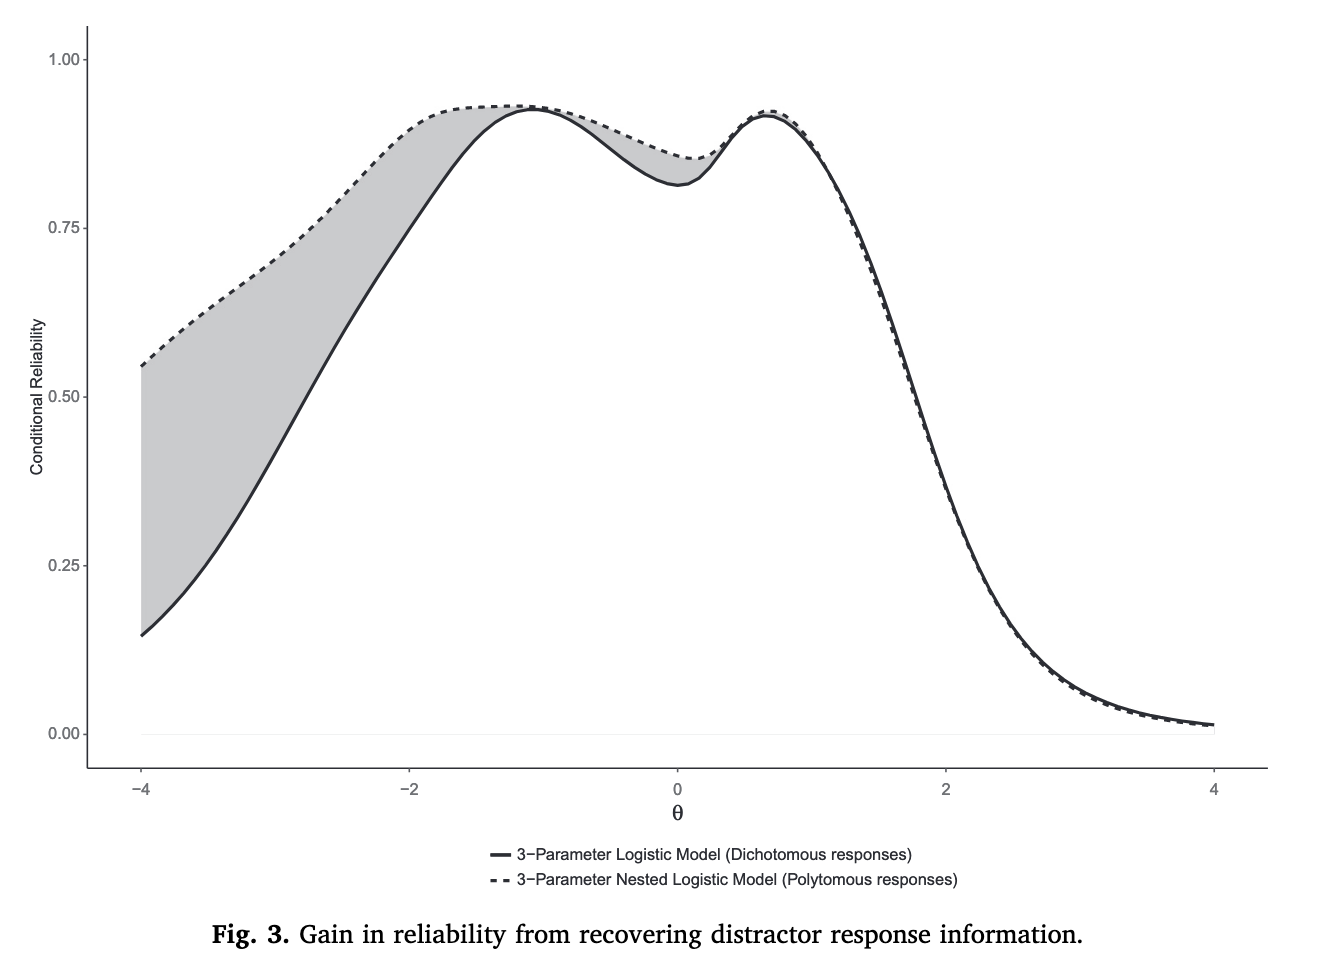 1.00
0.75
0.50
0.25
0.00
Conditional Reliability
−4
−2
0
2
4
θ
3−Parameter Logistic Model (Dichotomous responses)
3−Parameter Nested Logistic Model (Polytomous responses)
Fig. 3. Gain in reliability from recovering distractor response information.